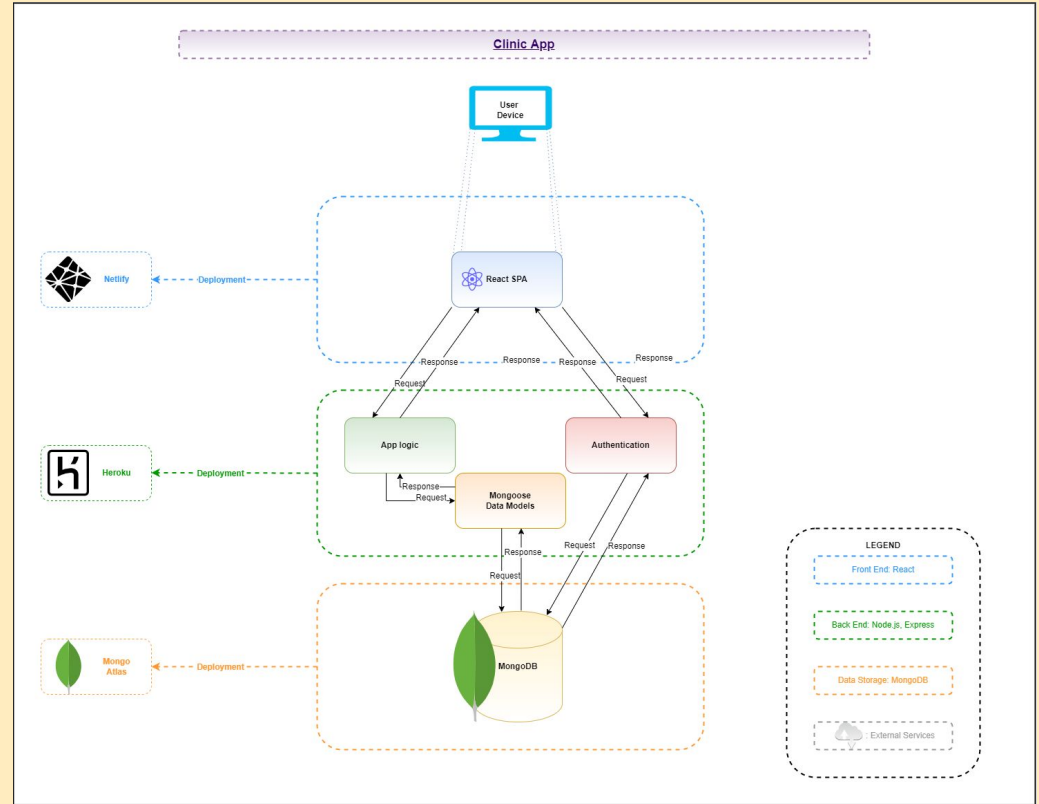 Clinic App
User
Device
Netlify
Deployment
React SPA
Response
Response
Response
Response
Request
Request
App logic
Authentication
Heroku
Deployment
Response
Request
Mongoose
Data Models
Request
Response
Response
Request
LEGEND
Front End: React
Back End: Node.js, Express
Data Storage: MongoDB
: External Services
Mongo
Atlas
Deployment
MongoDB